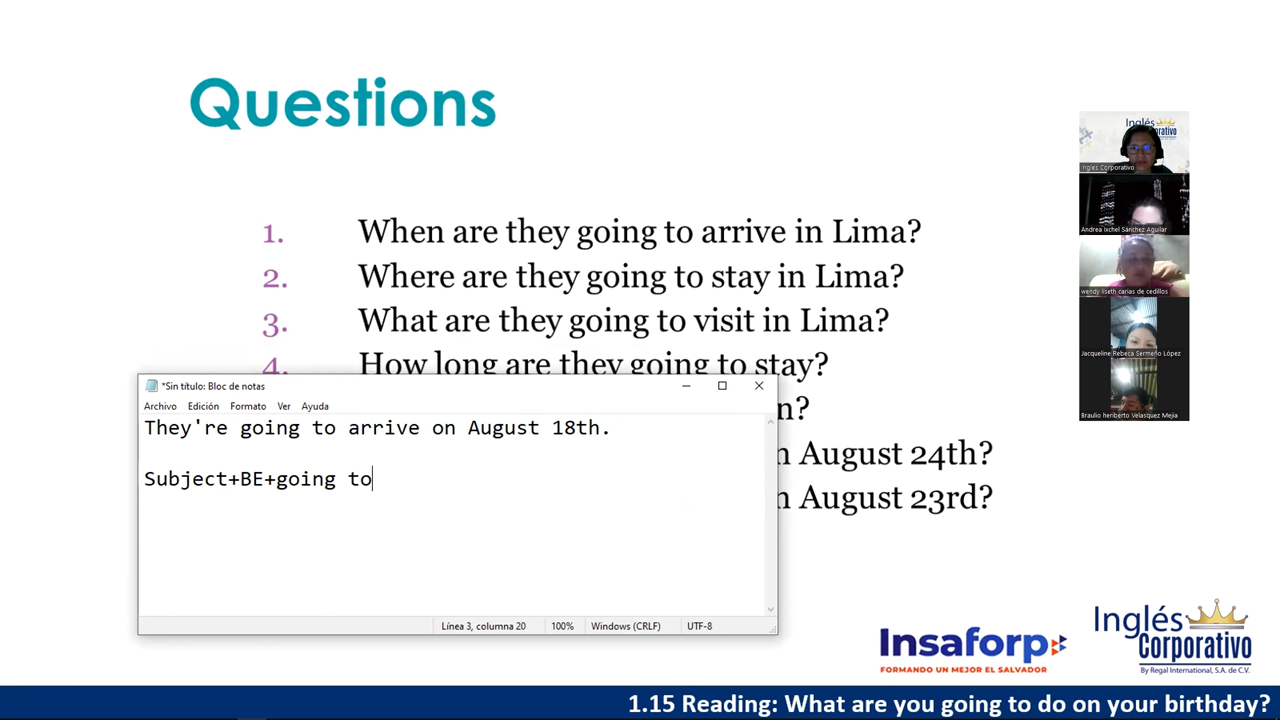 Questions
1. When are they going to arrive in Lima?
2. Where are they going to stay in Lima?
3. What are they going to visit in Lima?
4. How long are they going to stay?
n?
n August 24th?
n August 23rd?
*Sin título: Bloc de notas
Archivo Edición Formato Ver Ayuda
They're going to arrive on August 18th.
Subject+BE+going to
Línea 3, columna 20 100% Windows (CRLF) UTF-8
Inglés
Corporativo
Inglés Corporativo
Andrea Ixchel Sánchez Aguilar
wendy liseth carias de cedillos
Jacqueline Rebeca Sermeño López
Braulio heriberto Velasquez Mejia
Insaforp
FORMANDO UN MEJOR EL SALVADOR
Inglés
Corporativo
By Regal International, S.A. de C.V.
1.15 Reading: What are you going to do on your birthday?